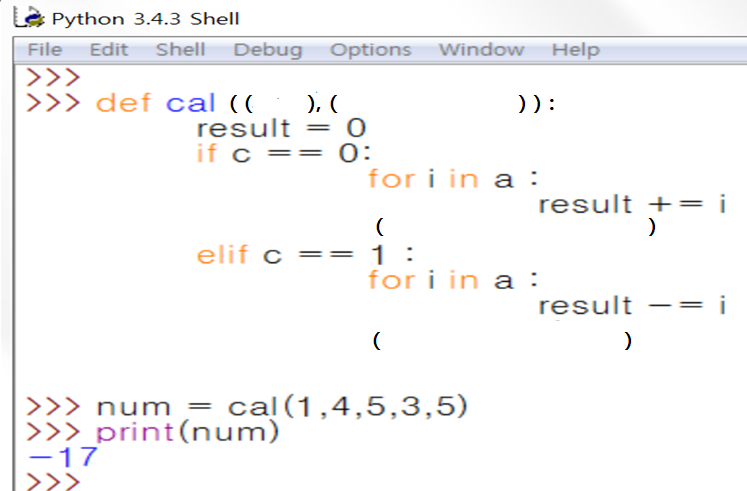 Python 3.4.3 Shell
File Edit Shell Debug Options Window Help
>>>
>>> def cal (( ),( )):
result = 0
if c == 0:
for i in a :
result += i
( )
elif c == 1 :
for i in a :
result -= i
( )
>>> num = cal(1,4,5,3,5)
>>> print(num)
-17
>>>